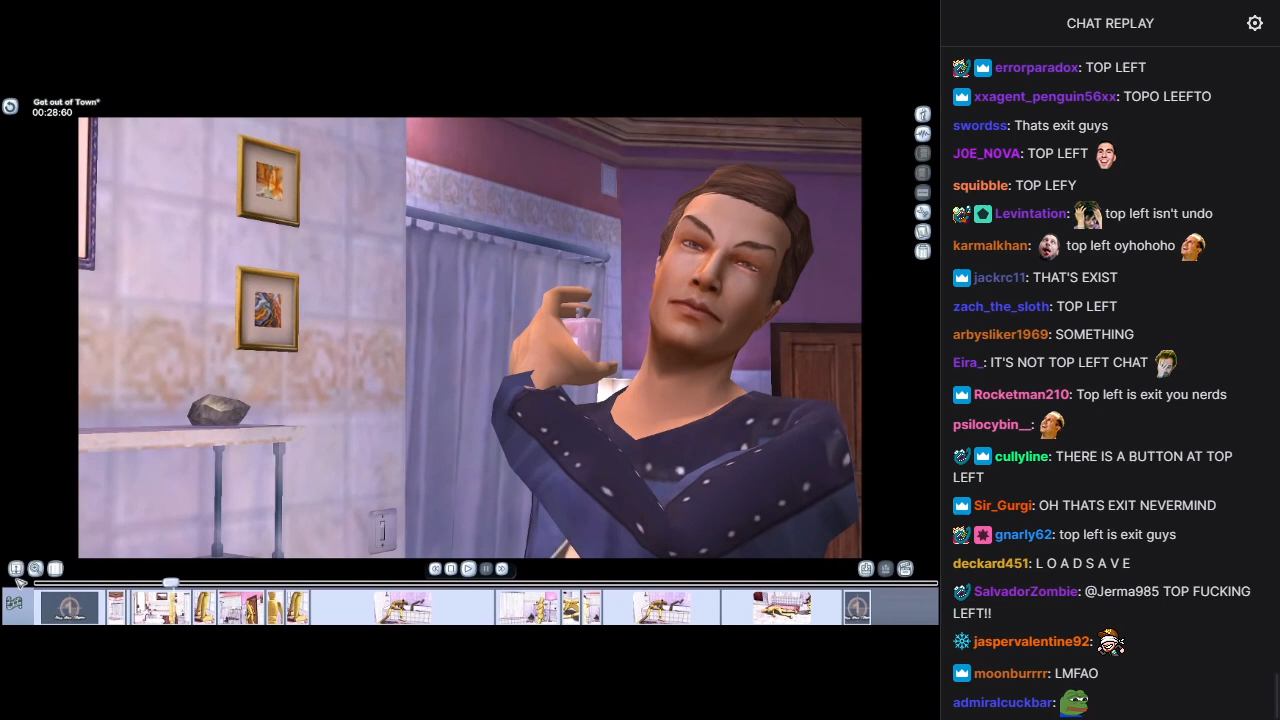 CHAT REPLAY
Get out of Town*
00:28:60
errorparadox: TOP LEFT
xxagent_penguin56xx: TOPO LEEFTO
swordss: Thats exit guys
J0E_N0VA: TOP LEFT
squibble: TOP LEFY
Levintation: top left isn't undo
karmalkhan: top left oyhohoho
jackrc11: THAT'S EXIST
zach_the_sloth: TOP LEFT
arbysliker1969: SOMETHING
Eira_: IT'S NOT TOP LEFT CHAT
Rocketman210: Top left is exit you nerds
psilocybin__:
cullyline: THERE IS A BUTTON AT TOP
LEFT
Sir_Gurgi: OH THATS EXIT NEVERMIND
gnarly62: top left is exit guys
deckard451: L O A D S A V E
SalvadorZombie: @Jerma985 TOP FUCKING
LEFT!!
jaspervalentine92:
moonburrrr: LMFAO
admiralcuckbar: